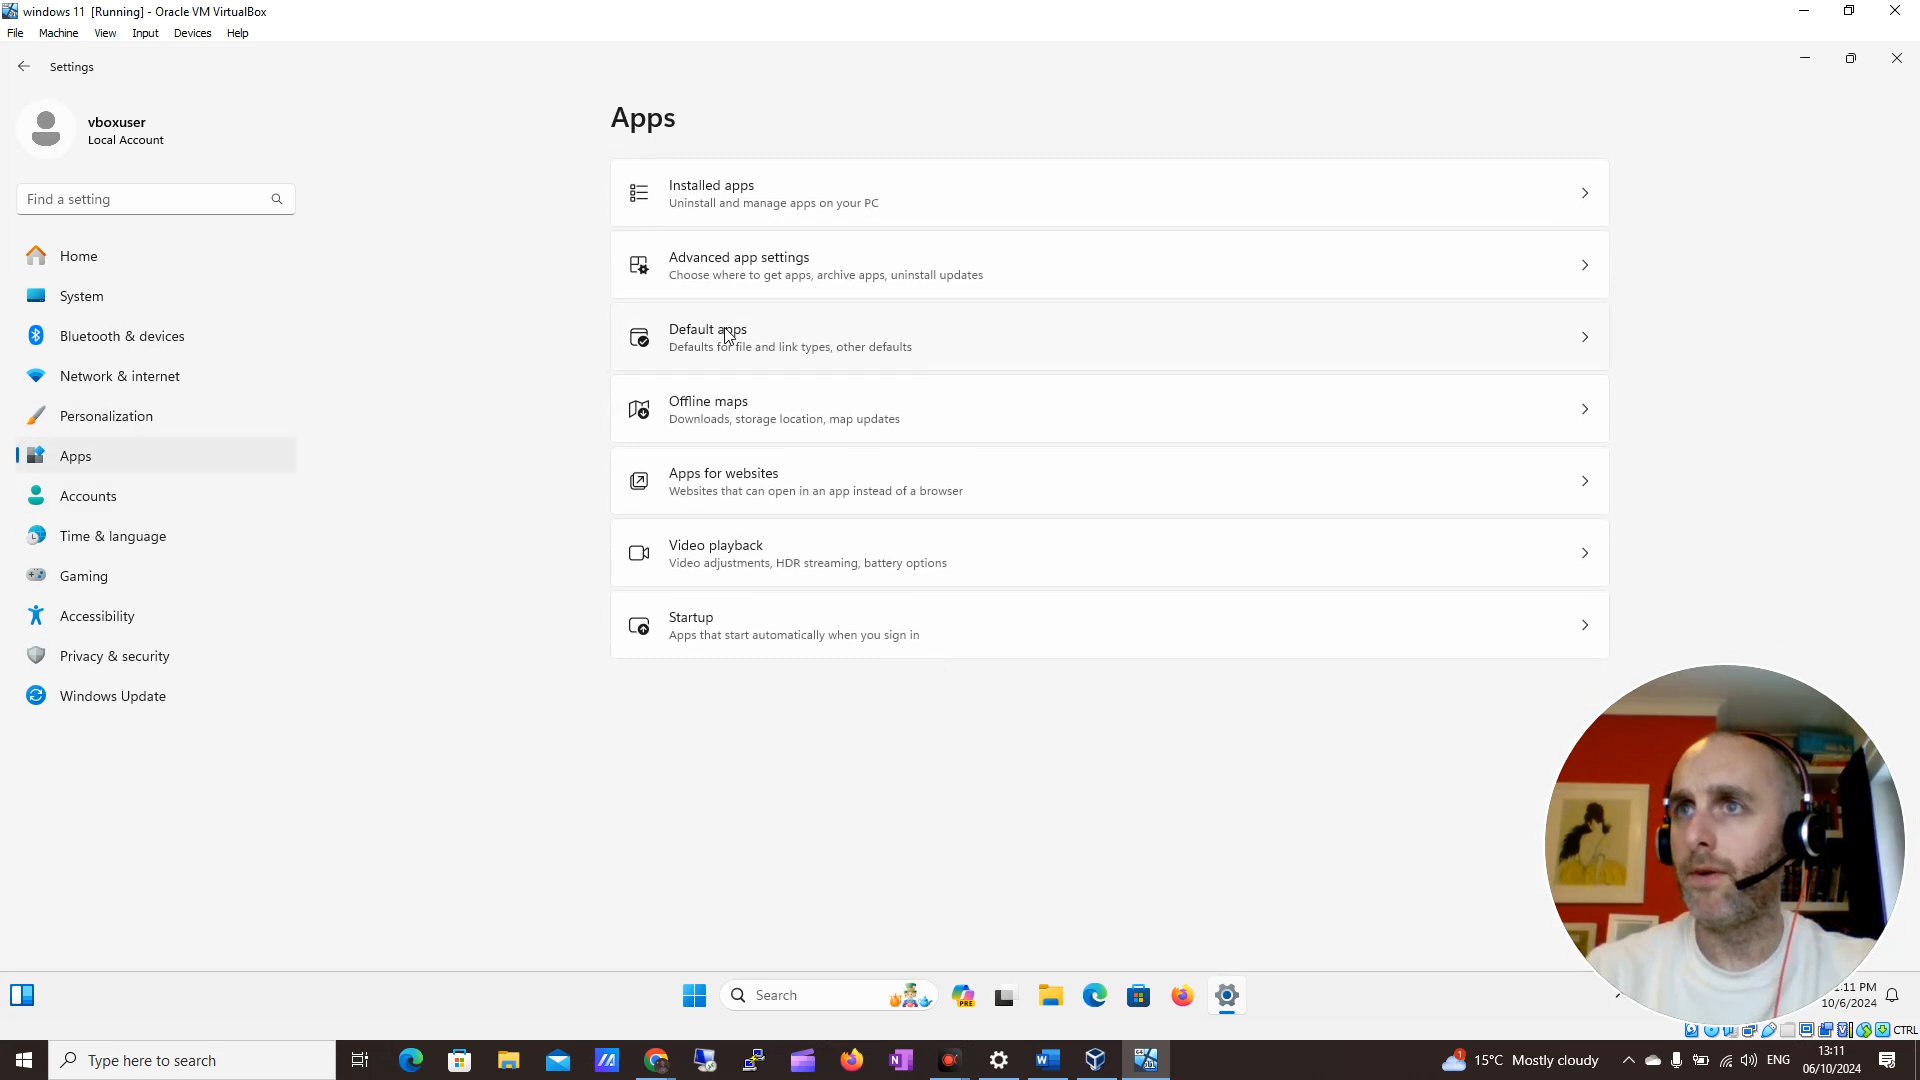 windows 11 [Running] - Oracle VM VirtualBox
File Machine View Input Devices Help
Settings
vboxuser
Local Account
Find a setting
Home
System
Bluetooth & devices
Network & internet
Personalization
Apps
Accounts
Time & language
Gaming
Accessibility
Privacy & security
Windows Update
Apps
Installed apps
Uninstall and manage apps on your PC
Advanced app settings
Choose where to get apps, archive apps, uninstall updates
Default apps
Defaults for file and link types, other defaults
Offline maps
Downloads, storage location, map updates
Apps for websites
Websites that can open in an app instead of a browser
Video playback
Video adjustments, HDR streaming, battery options
Startup
Apps that start automatically when you sign in
Search
PRE
:11 PM
10/6/2024
CTRL
Type here to search
1
15°C Mostly cloudy
ENG
13:11
06/10/2024